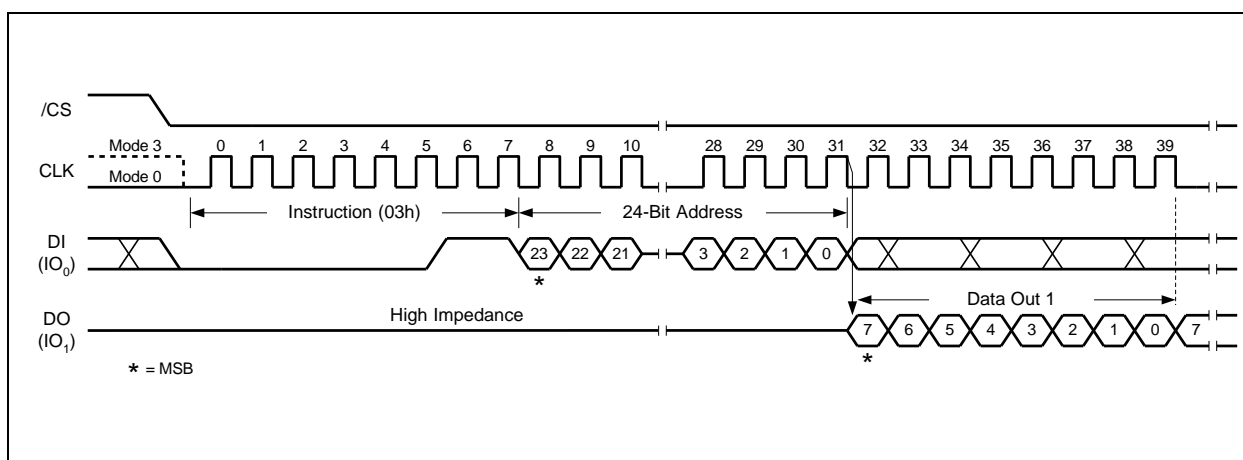 /CS
Mode 3 0 1 2 3 4 5 6 7 8 9 10 28 29 30 31 32 33 34 35 36 37 38 39
CLK
Mode 0
Instruction (03h) 24-Bit Address
DI
(IO₀) 23 22 21 3 2 1 0
*
Data Out 1
High Impedance
DO
(IO₁) 7 6 5 4 3 2 1 0 7
*
* = MSB